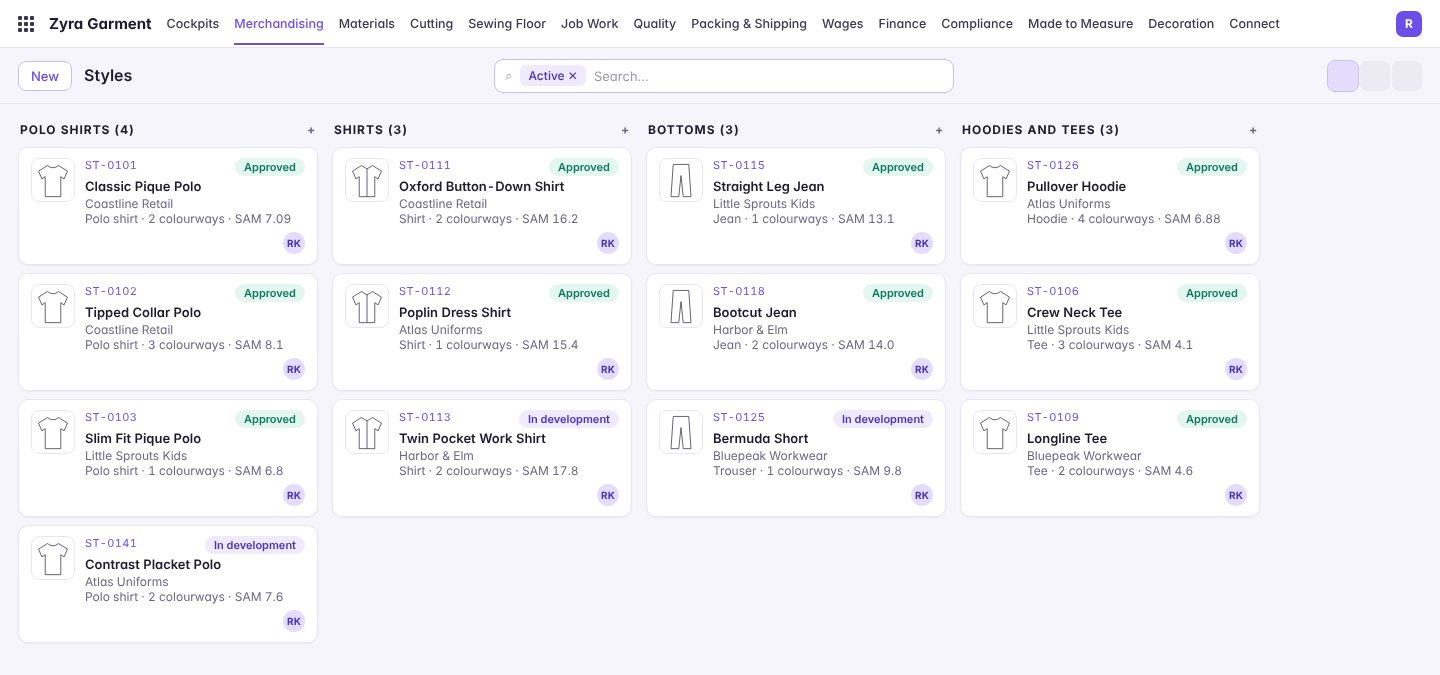 Zyra Garment Cockpits Merchandising Materials Cutting Sewing Floor Job Work Quality Packing & Shipping Wages Finance Compliance Made to Measure Decoration Connect R
New Styles Active ✕ Search...
POLO SHIRTS (4) +
ST-0101 Approved
Classic Pique Polo
Coastline Retail
Polo shirt · 2 colourways · SAM 7.09
RK
ST-0102 Approved
Tipped Collar Polo
Coastline Retail
Polo shirt · 3 colourways · SAM 8.1
RK
ST-0103 Approved
Slim Fit Pique Polo
Little Sprouts Kids
Polo shirt · 1 colourways · SAM 6.8
RK
ST-0141 In development
Contrast Placket Polo
Atlas Uniforms
Polo shirt · 2 colourways · SAM 7.6
RK
SHIRTS (3) +
ST-0111 Approved
Oxford Button-Down Shirt
Coastline Retail
Shirt · 2 colourways · SAM 16.2
RK
ST-0112 Approved
Poplin Dress Shirt
Atlas Uniforms
Shirt · 1 colourways · SAM 15.4
RK
ST-0113 In development
Twin Pocket Work Shirt
Harbor & Elm
Shirt · 2 colourways · SAM 17.8
RK
BOTTOMS (3) +
ST-0115 Approved
Straight Leg Jean
Little Sprouts Kids
Jean · 1 colourways · SAM 13.1
RK
ST-0118 Approved
Bootcut Jean
Harbor & Elm
Jean · 2 colourways · SAM 14.0
RK
ST-0125 In development
Bermuda Short
Bluepeak Workwear
Trouser · 1 colourways · SAM 9.8
RK
HOODIES AND TEES (3) +
ST-0126 Approved
Pullover Hoodie
Atlas Uniforms
Hoodie · 4 colourways · SAM 6.88
RK
ST-0106 Approved
Crew Neck Tee
Little Sprouts Kids
Tee · 3 colourways · SAM 4.1
RK
ST-0109 Approved
Longline Tee
Bluepeak Workwear
Tee · 2 colourways · SAM 4.6
RK